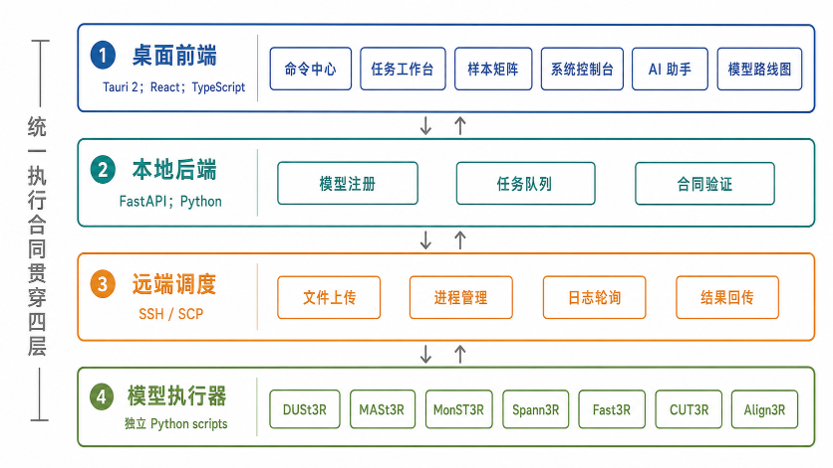 统一执行合同贯穿四层
1 桌面前端
Tauri 2; React; TypeScript
命令中心 任务工作台 样本矩阵 系统控制台 AI 助手 模型路线图
2 本地后端
FastAPI; Python
模型注册 任务队列 合同验证
3 远端调度
SSH / SCP
文件上传 进程管理 日志轮询 结果回传
4 模型执行器
独立 Python scripts
DUSt3R MASt3R MonST3R Spann3R Fast3R CUT3R Align3R